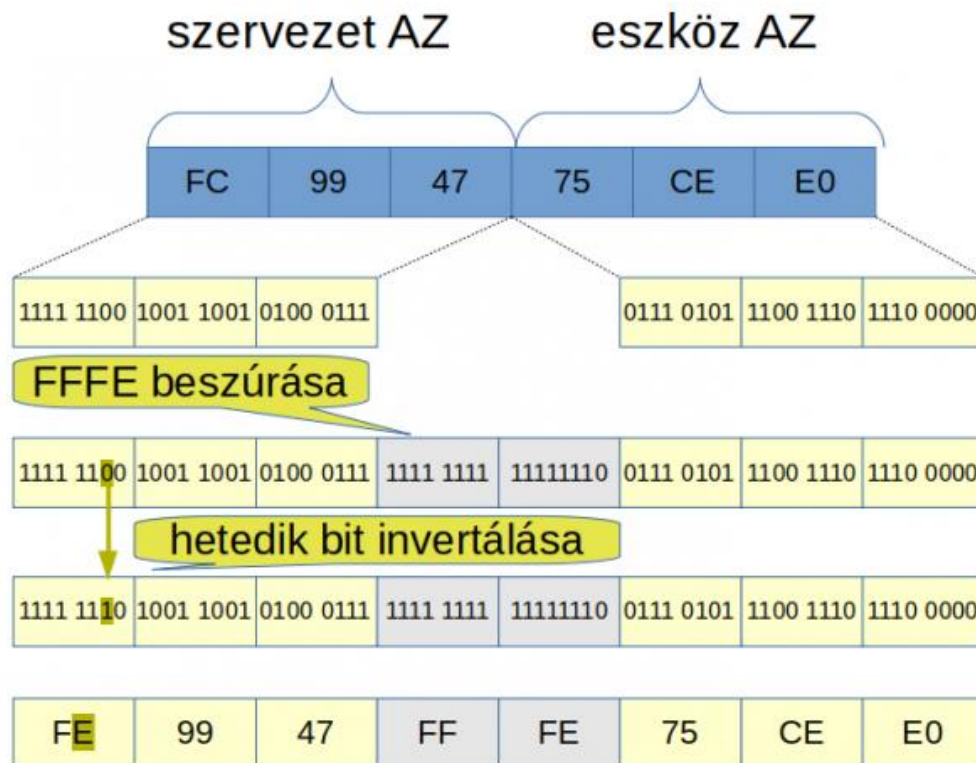 szervezet AZ eszköz AZ
FC 99 47 75 CE E0
1111 1100 1001 1001 0100 0111 0111 0101 1100 1110 1110 0000
FFFE beszúrása
1111 1100 1001 1001 0100 0111 1111 1111 11111110 0111 0101 1100 1110 1110 0000
hetedik bit invertálása
1111 1110 1001 1001 0100 0111 1111 1111 11111110 0111 0101 1100 1110 1110 0000
FE 99 47 FF FE 75 CE E0